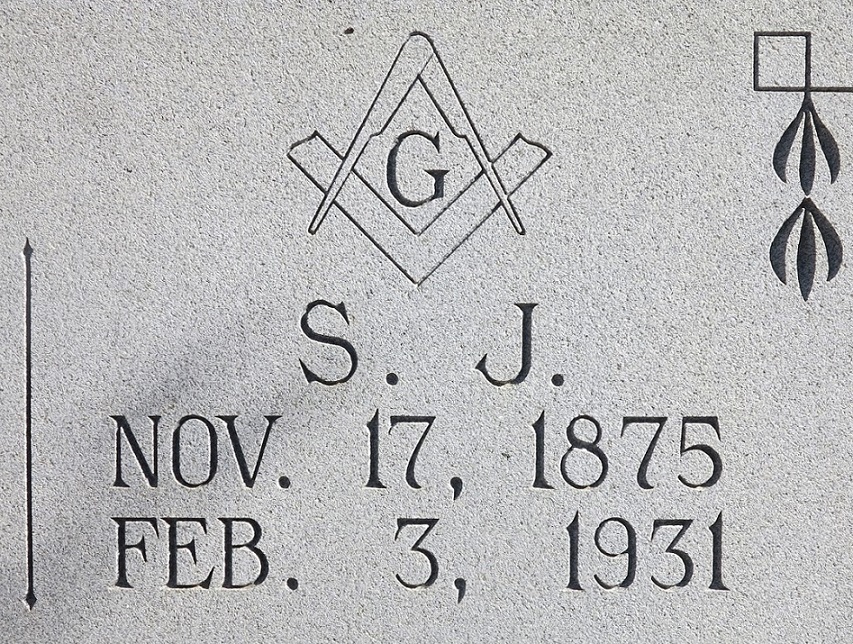 G
S. J.
NOV. 17, 1875
FEB. 3, 1931